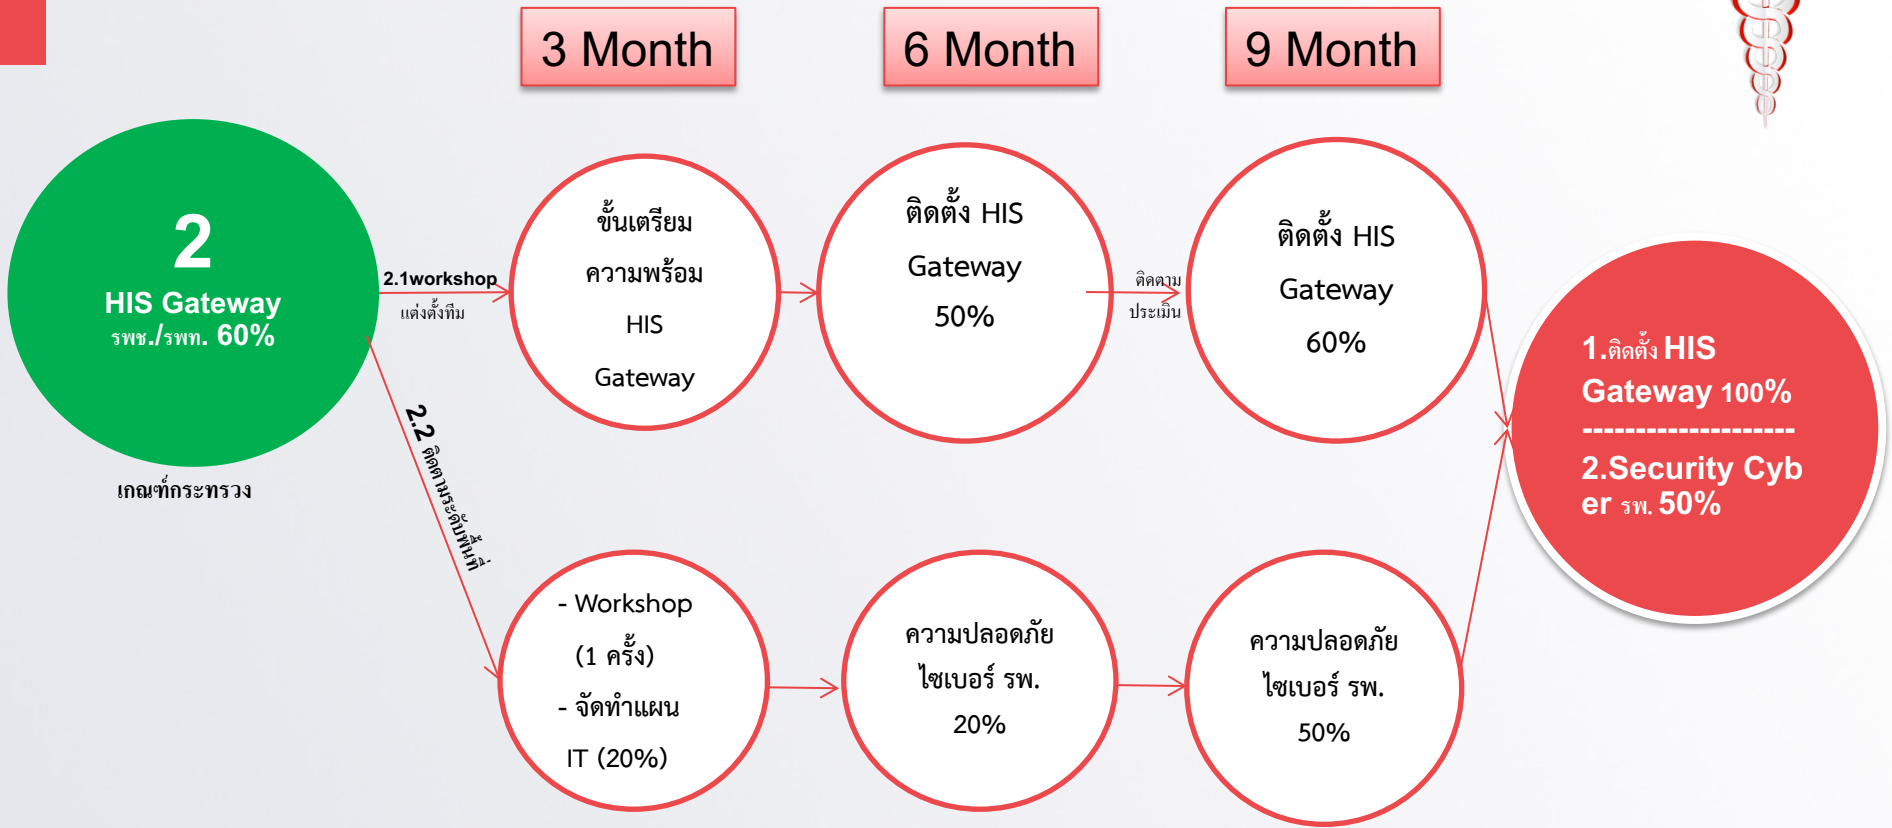 3 Month
6 Month
9 Month
2
HIS Gateway
รพช./รพท. 60%
เกณฑ์กระทรวง
2.1workshop
แต่งตั้งทีม
ขั้นเตรียม
ความพร้อม
HIS
Gateway
ติดตั้ง HIS
Gateway
50%
ติดตาม
ประเมิน
ติดตั้ง HIS
Gateway
60%
2.2 ติดตามระดับพื้นที่
- Workshop
(1 ครั้ง)
- จัดทำแผน
IT (20%)
ความปลอดภัย
ไซเบอร์ รพ.
20%
ความปลอดภัย
ไซเบอร์ รพ.
50%
1.ติดตั้ง HIS
Gateway 100%
--------------------
2.Security Cyb
er รพ. 50%